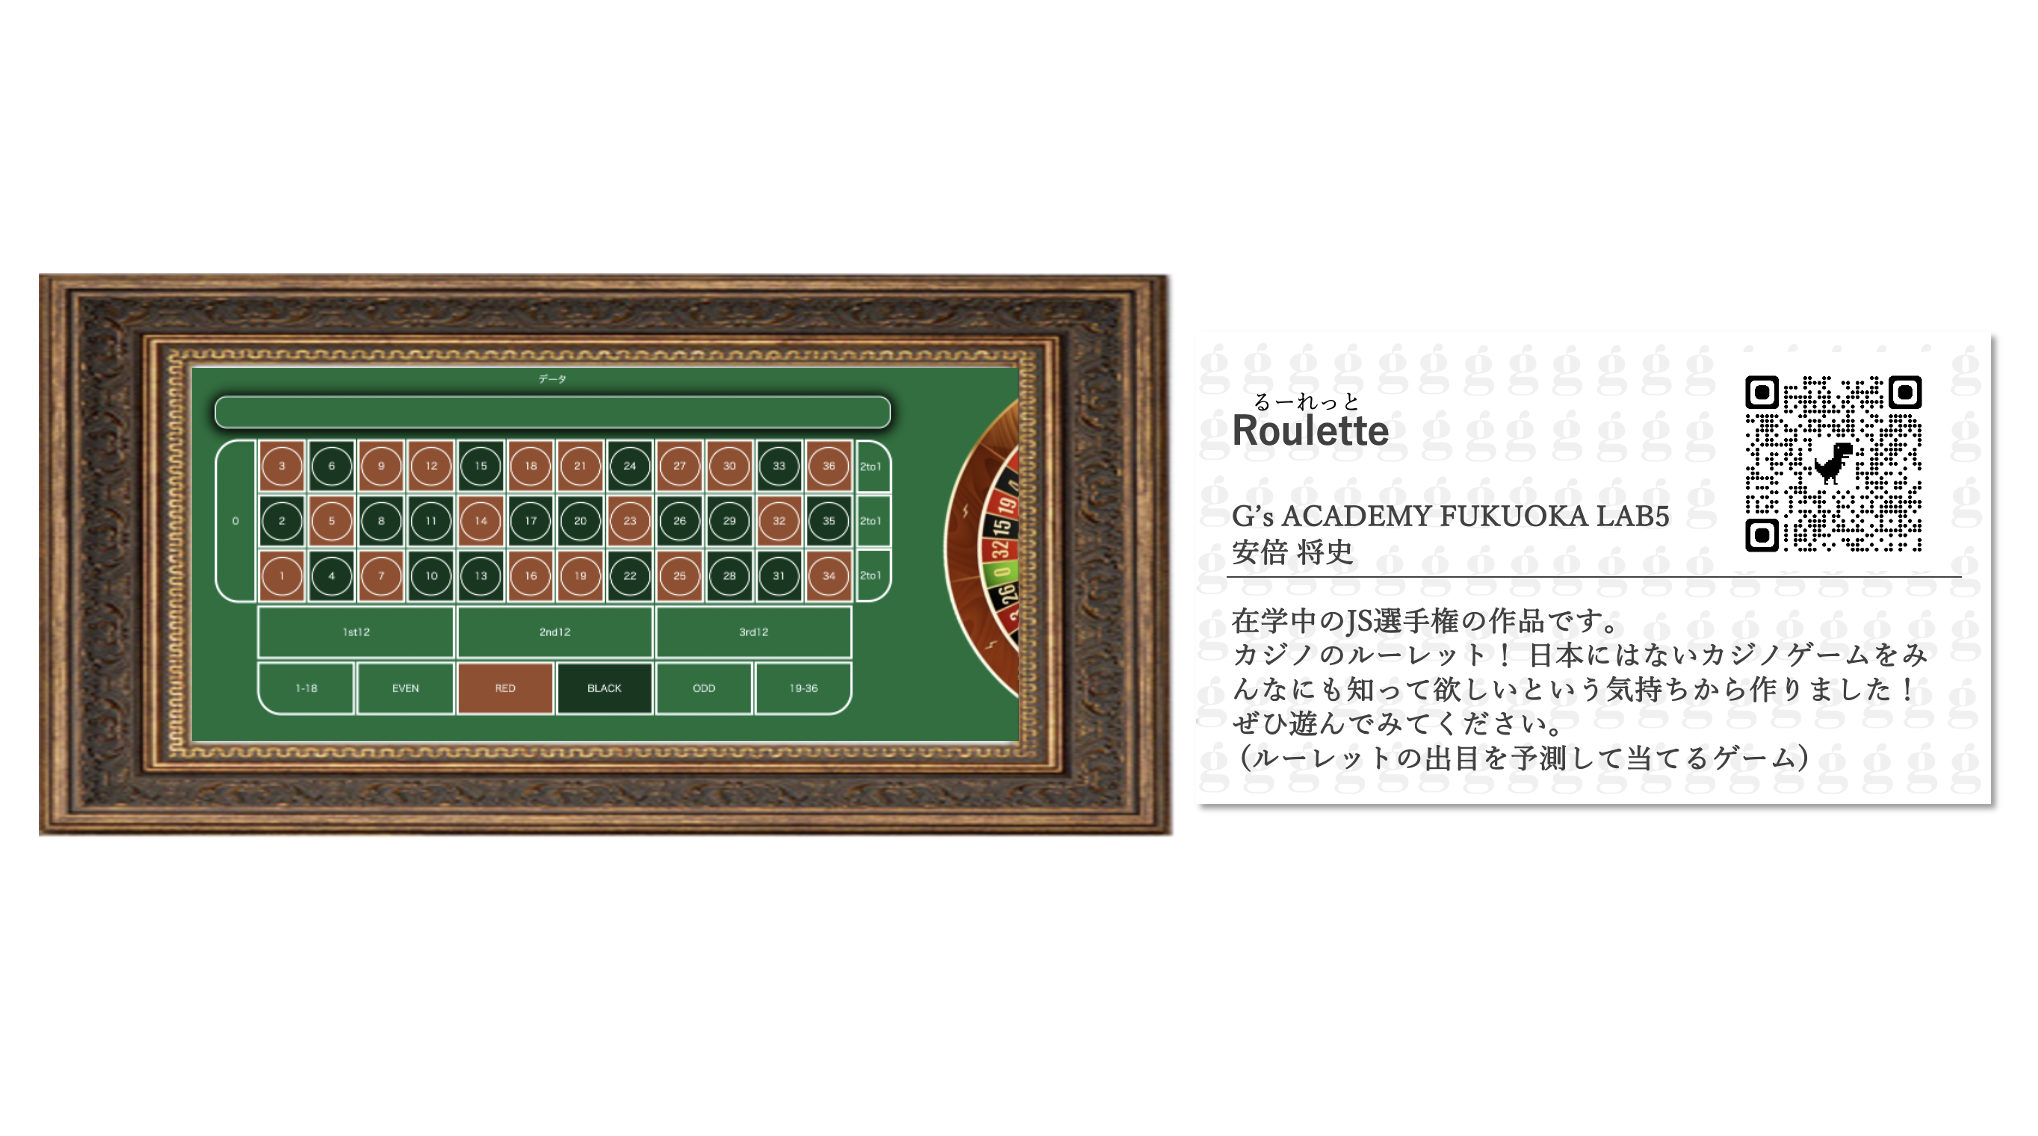 データ
3 6 9 12 15 18 21 24 27 30 33 36 2to1
0 2 5 8 11 14 17 20 23 26 29 32 35 2to1
1 4 7 10 13 16 19 22 25 28 31 34 2to1
1st12 2nd12 3rd12
1-18 EVEN RED BLACK ODD 19-36
4
19
15
32
0
26
るーれっと
Roulette
G’s ACADEMY FUKUOKA LAB5
安倍 将史
在学中のJS選手権の作品です。
カジノのルーレット！ 日本にはないカジノゲームをみ
んなにも知って欲しいという気持ちから作りました！
ぜひ遊んでみてください。
（ルーレットの出目を予測して当てるゲーム）